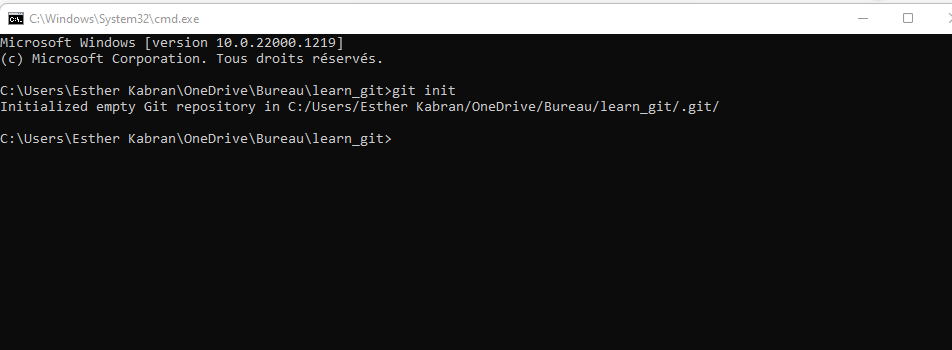 C:\Windows\System32\cmd.exe
Microsoft Windows [version 10.0.22000.1219]
(c) Microsoft Corporation. Tous droits réservés.
C:\Users\Esther Kabran\OneDrive\Bureau\learn_git>git init
Initialized empty Git repository in C:/Users/Esther Kabran/OneDrive/Bureau/learn_git/.git/
C:\Users\Esther Kabran\OneDrive\Bureau\learn_git>